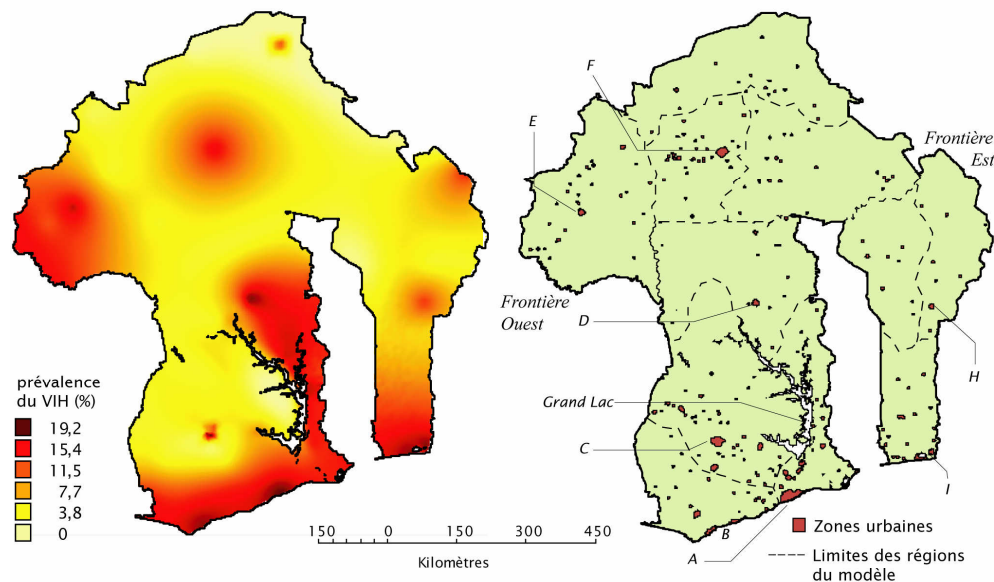 prévalence
du VIH (%)
19,2
15,4
11,5
7,7
3,8
0
150 0 150 300 450
Kilomètres
F
E
Frontière
Est
Frontière
Ouest
D
H
Grand Lac
C
I
B
A
Zones urbaines
Limites des régions
du modèle